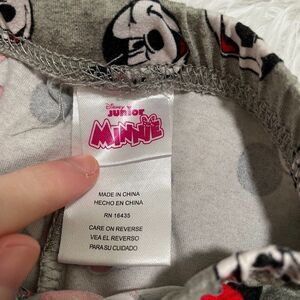 Disney
JUNIOR
MINNIE
MADE IN CHINA
HECHO EN CHINA
RN 16435
CARE ON REVERSE
VEA EL REVERSO
PARA SU CUIDADO